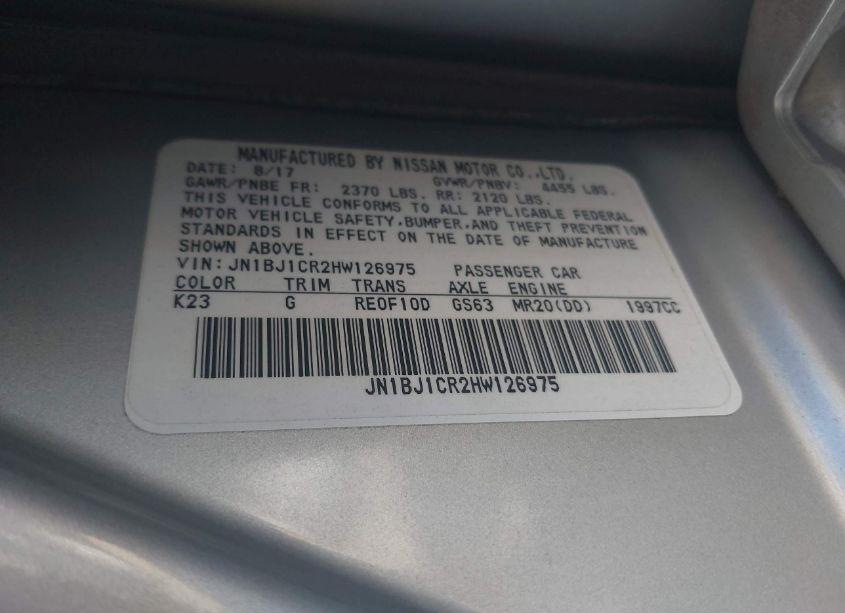 MANUFACTURED BY NISSAN MOTOR CO.,LTD.
DATE: 8/17 GVWR/PNBV: 4455 LBS.
GAWR/PNBE FR: 2370 LBS. RR: 2120 LBS.
THIS VEHICLE CONFORMS TO ALL APPLICABLE FEDERAL
MOTOR VEHICLE SAFETY,BUMPER,AND THEFT PREVENTION
STANDARDS IN EFFECT ON THE DATE OF MANUFACTURE
SHOWN ABOVE.
VIN:JN1BJ1CR2HW126975 PASSENGER CAR
COLOR TRIM TRANS AXLE ENGINE
K23 G RE0F10D GS63 MR20(DD) 1997CC
JN1BJ1CR2HW126975